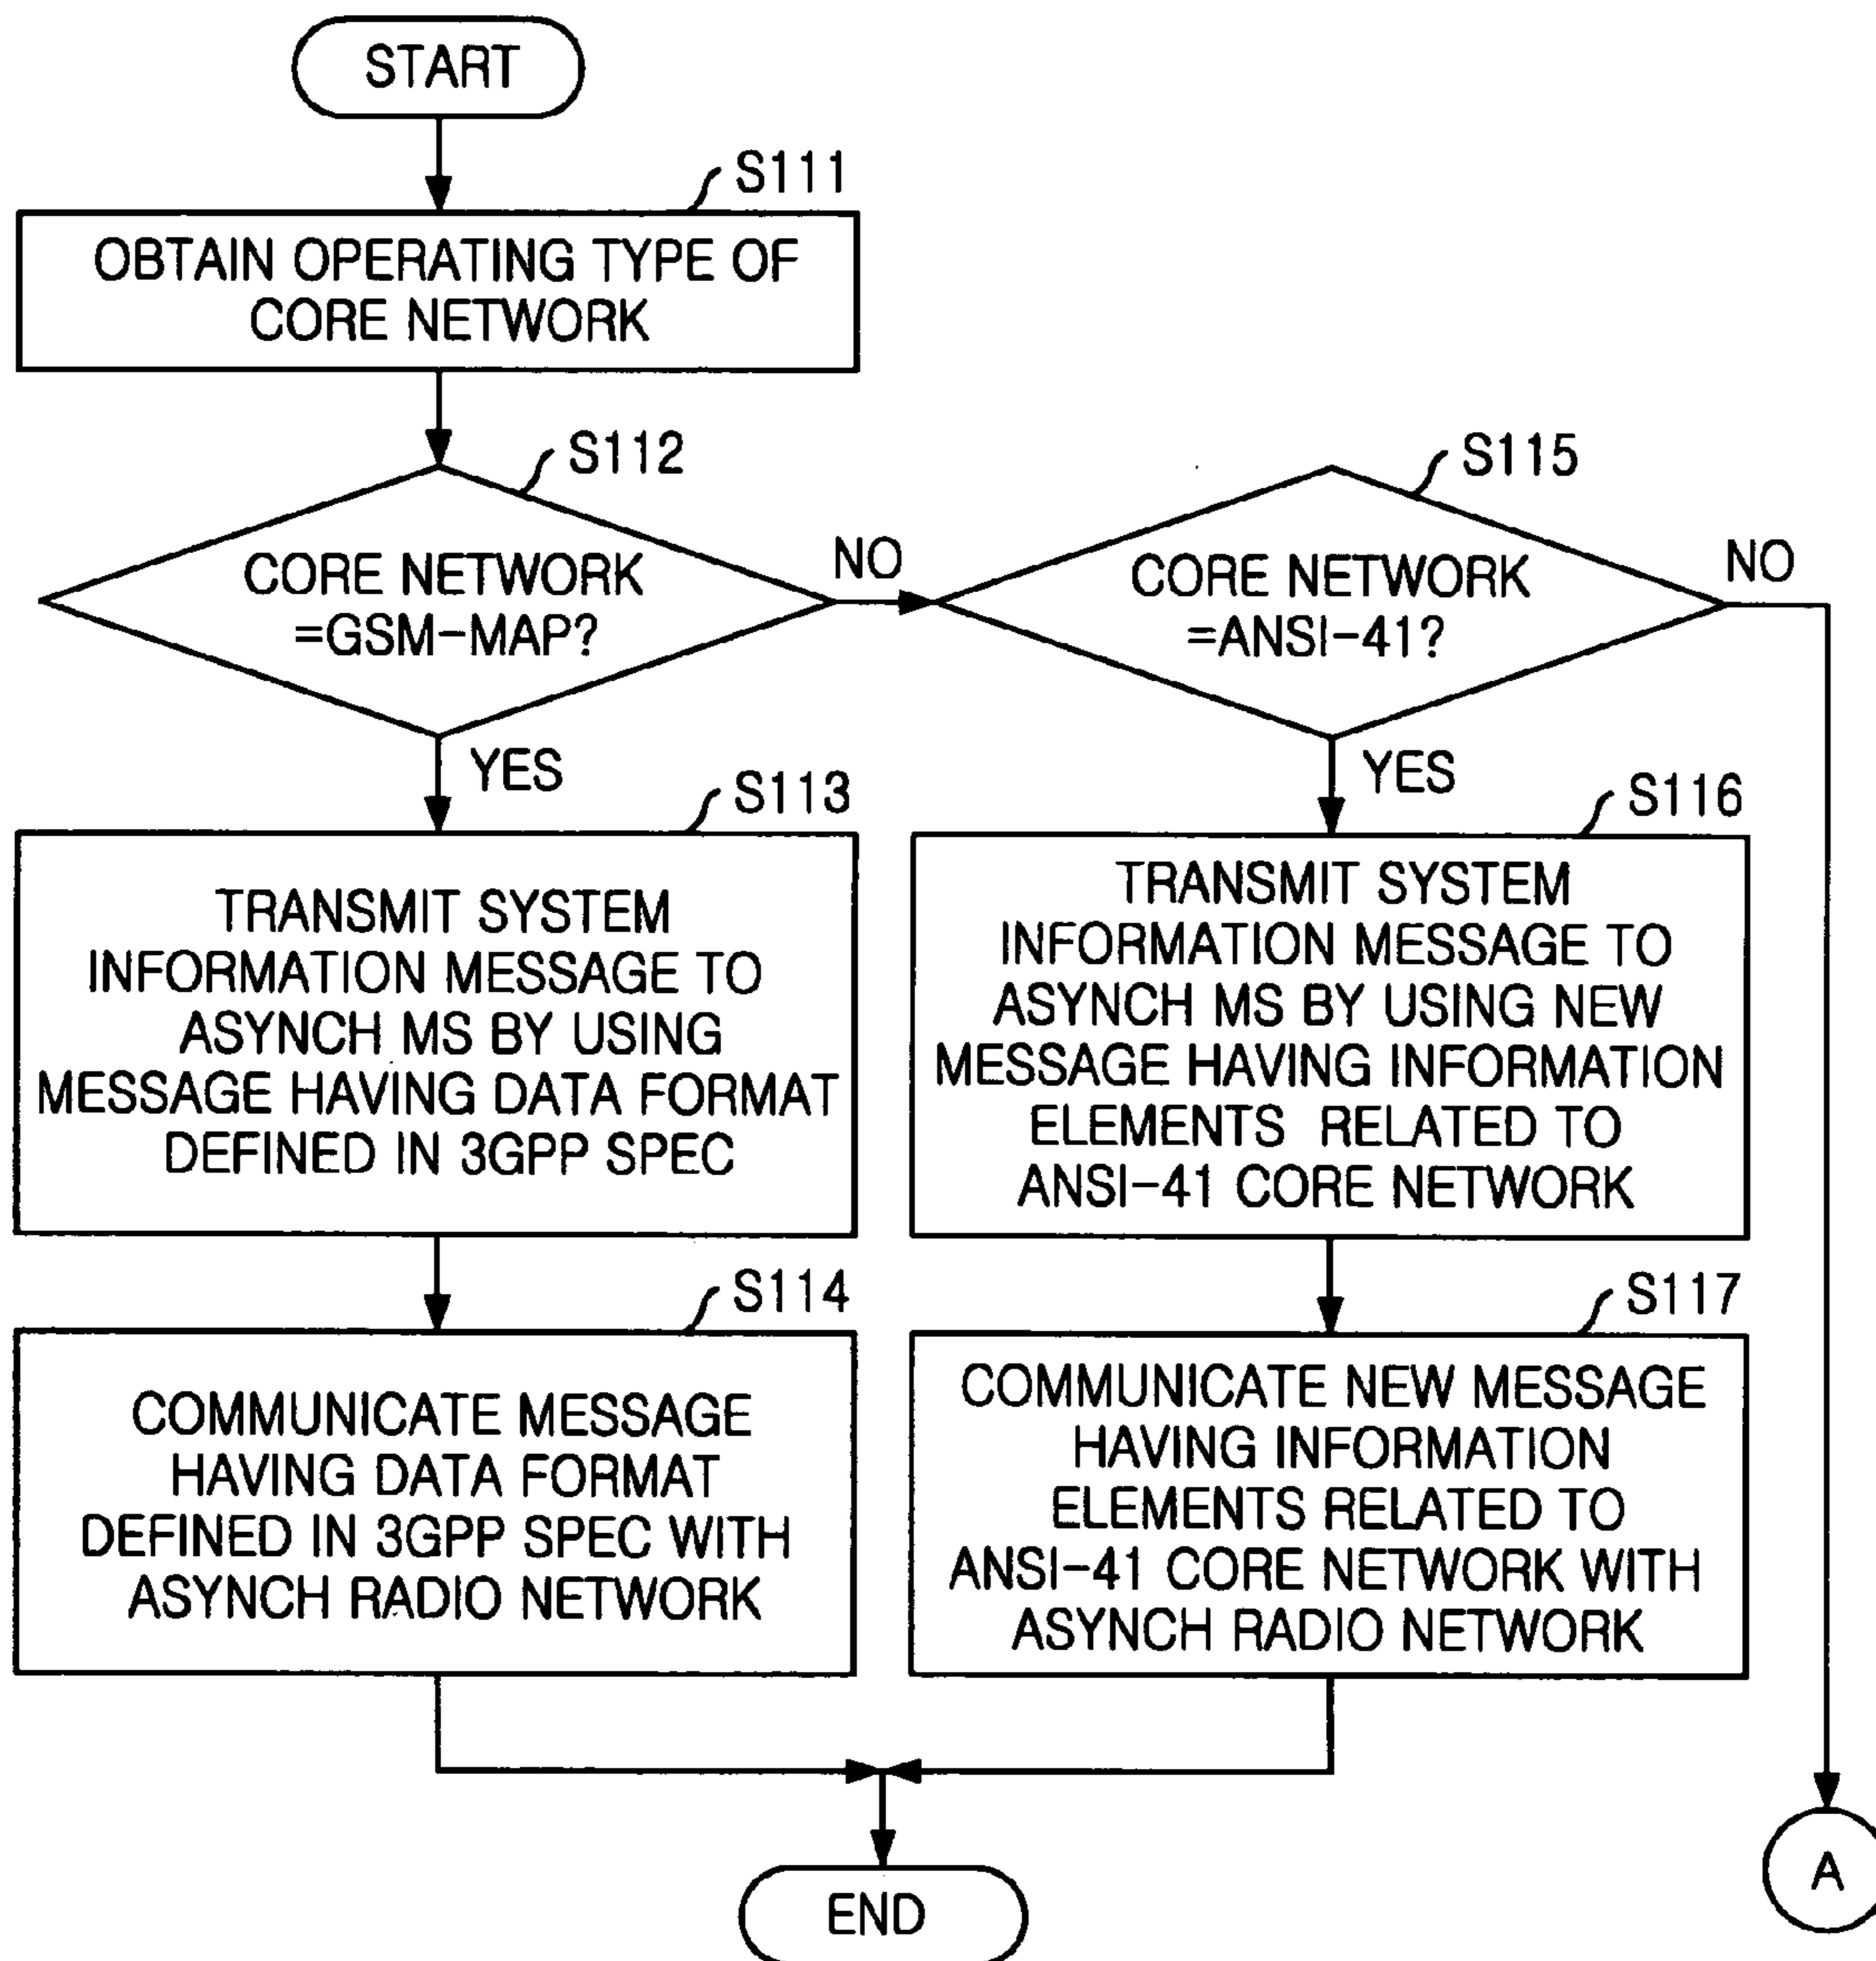 START
S111
OBTAIN OPERATING TYPE OF
CORE NETWORK
S112
CORE NETWORK
=GSM-MAP?
NO
YES
S115
CORE NETWORK
=ANSI-41?
NO
YES
S113
TRANSMIT SYSTEM
INFORMATION MESSAGE TO
ASYNCH MS BY USING
MESSAGE HAVING DATA FORMAT
DEFINED IN 3GPP SPEC
S116
TRANSMIT SYSTEM
INFORMATION MESSAGE TO
ASYNCH MS BY USING NEW
MESSAGE HAVING INFORMATION
ELEMENTS RELATED TO
ANSI-41 CORE NETWORK
S114
COMMUNICATE MESSAGE
HAVING DATA FORMAT
DEFINED IN 3GPP SPEC WITH
ASYNCH RADIO NETWORK
S117
COMMUNICATE NEW MESSAGE
HAVING INFORMATION
ELEMENTS RELATED TO
ANSI-41 CORE NETWORK WITH
ASYNCH RADIO NETWORK
END
A